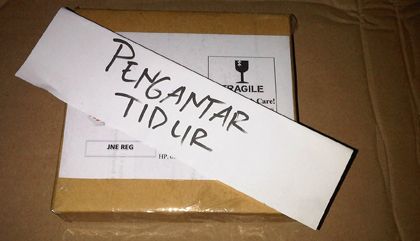 PENGANTAR
TIDUR
FRAGILE
Care!
JNE REG
HP.